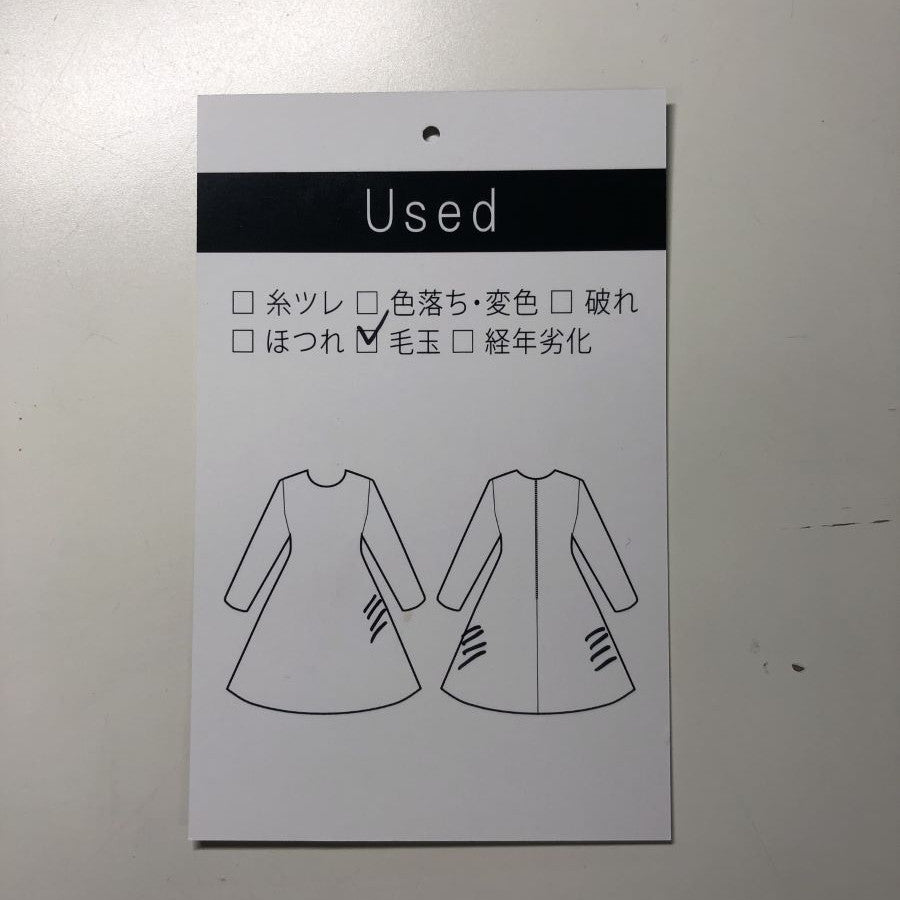 Used
□ 糸ツレ □ 色落ち・変色 □ 破れ
□ ほつれ ☑ 毛玉 □ 経年劣化